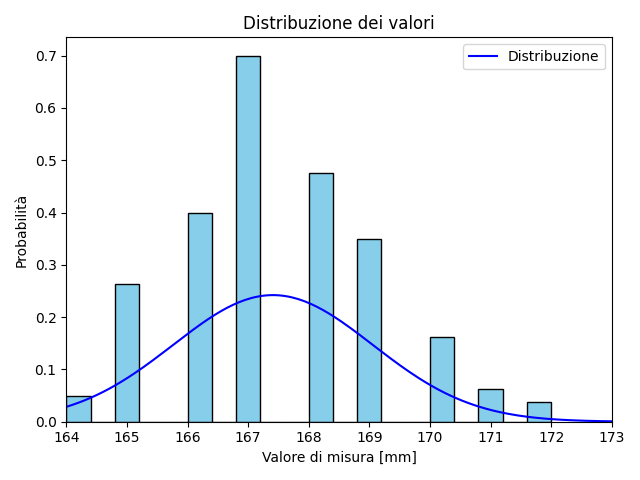 Distribuzione dei valori
Distribuzione
Probabilità
0.7
0.6
0.5
0.4
0.3
0.2
0.1
0.0
164 165 166 167 168 169 170 171 172 173
Valore di misura [mm]